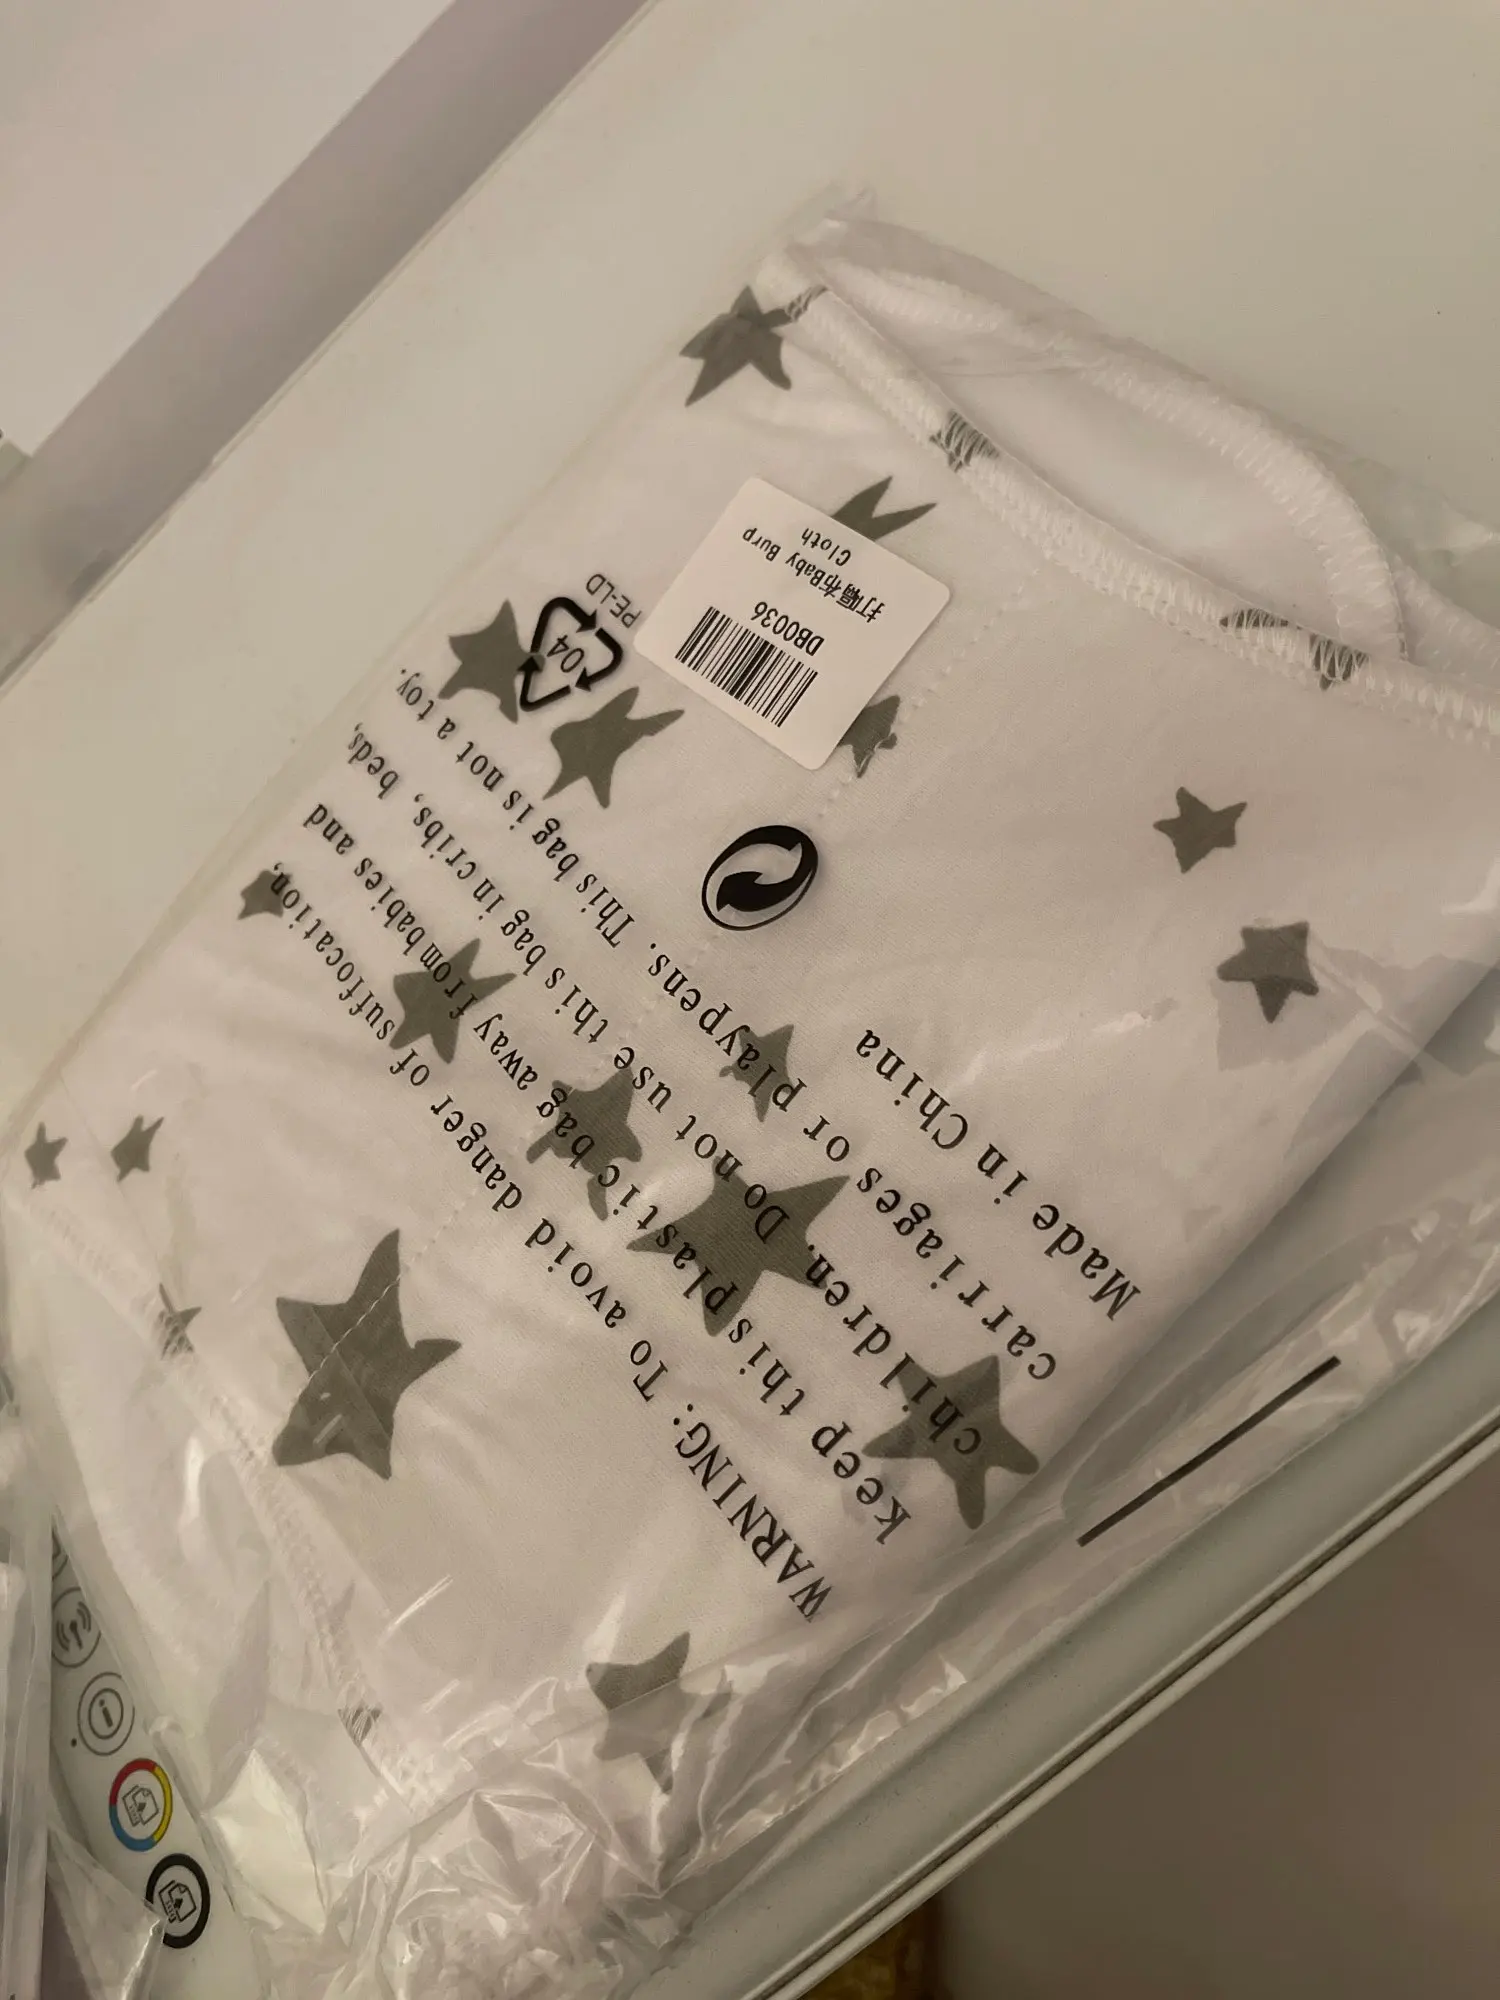 WARNING: To avoid danger of suffocation,
keep this plastic bag away from babies and
children. Do not use this bag in cribs, beds,
carriages or playpens. This bag is not a toy.
Made in China
04
PE-LD
DB0036
打嗝布Baby Burp
Cloth